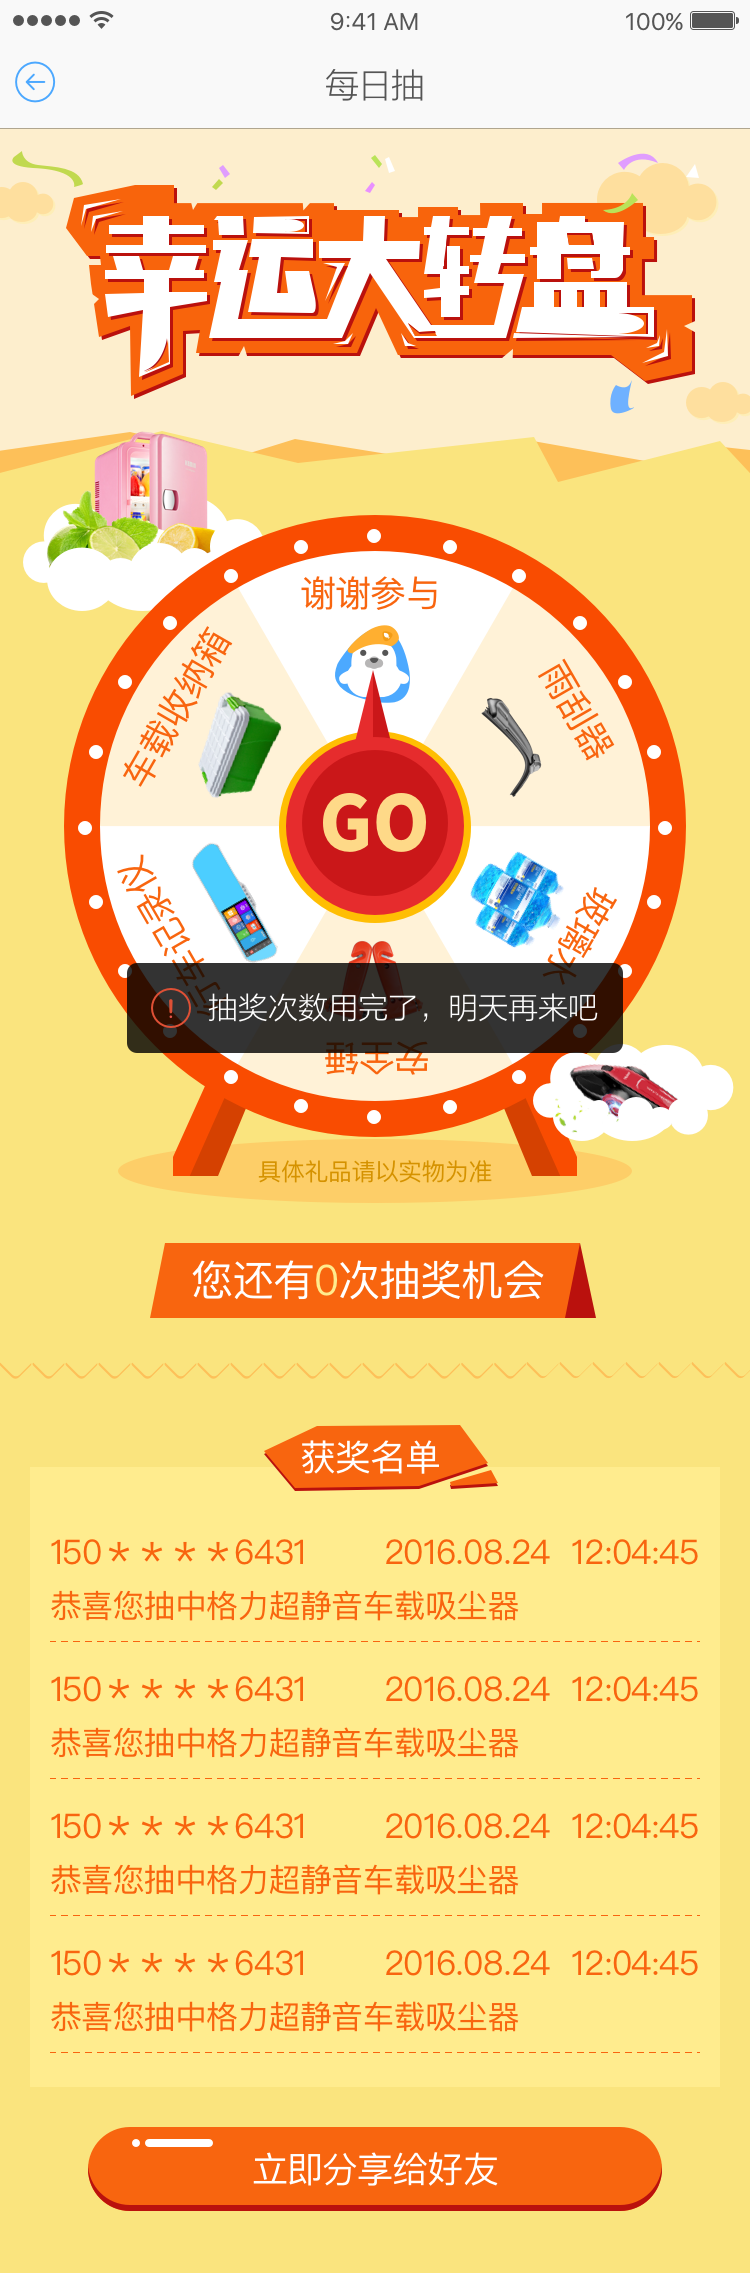 9:41 AM
100%
每日抽
幸运大转盘
谢谢参与
车载收纳箱
雨刮器
GO
行车记录仪
玻璃水
抽奖次数用完了，明天再来吧
安全锤
具体礼品请以实物为准
您还有0次抽奖机会
获奖名单
150＊＊＊＊6431 2016.08.24 12:04:45
恭喜您抽中格力超静音车载吸尘器
150＊＊＊＊6431 2016.08.24 12:04:45
恭喜您抽中格力超静音车载吸尘器
150＊＊＊＊6431 2016.08.24 12:04:45
恭喜您抽中格力超静音车载吸尘器
150＊＊＊＊6431 2016.08.24 12:04:45
恭喜您抽中格力超静音车载吸尘器
立即分享给好友